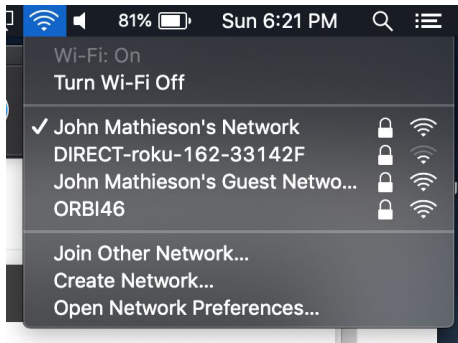 81% Sun 6:21 PM
Wi-Fi: On
Turn Wi-Fi Off
John Mathieson's Network
DIRECT-roku-162-33142F
John Mathieson's Guest Netwo...
ORBI46
Join Other Network...
Create Network...
Open Network Preferences...